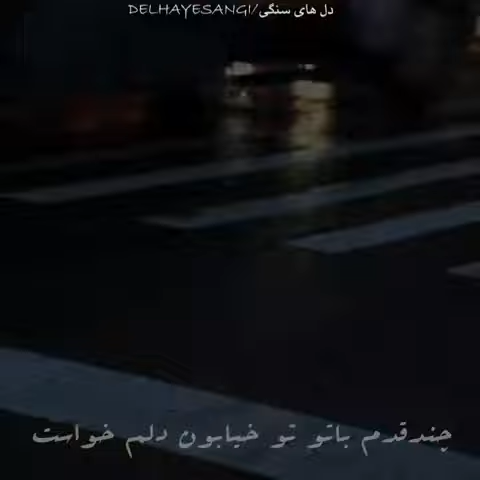 DELHAYESANGI/دل های سنگی
چندقدم باتو تو خیابون دلم خواست